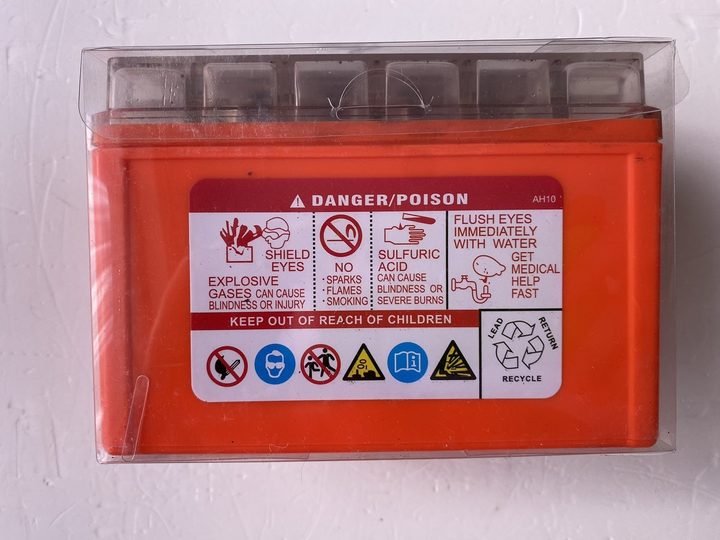 DANGER/POISON
AH10
SHIELD
EYES
EXPLOSIVE
GASES CAN CAUSE
BLINDNESS OR INJURY
NO
·SPARKS
·FLAMES
·SMOKING
SULFURIC
ACID
CAN CAUSE
BLINDNESS OR
SEVERE BURNS
FLUSH EYES
IMMEDIATELY
WITH WATER
GET
MEDICAL
HELP
FAST
KEEP OUT OF REACH OF CHILDREN
LEAD
RETURN
RECYCLE